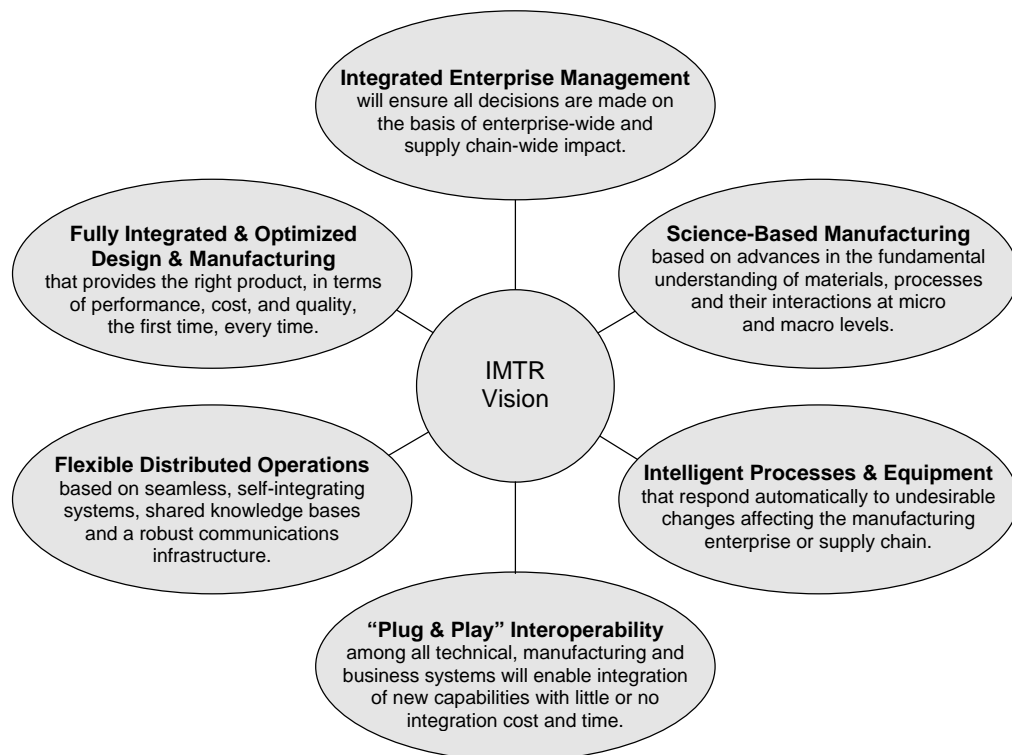 Integrated Enterprise Management
will ensure all decisions are made on
the basis of enterprise-wide and
supply chain-wide impact.
Fully Integrated & Optimized
Design & Manufacturing
that provides the right product, in terms
of performance, cost, and quality,
the first time, every time.
Science-Based Manufacturing
based on advances in the fundamental
understanding of materials, processes
and their interactions at micro
and macro levels.
IMTR
Vision
Flexible Distributed Operations
based on seamless, self-integrating
systems, shared knowledge bases
and a robust communications
infrastructure.
Intelligent Processes & Equipment
that respond automatically to undesirable
changes affecting the manufacturing
enterprise or supply chain.
“Plug & Play” Interoperability
among all technical, manufacturing and
business systems will enable integration
of new capabilities with little or no
integration cost and time.